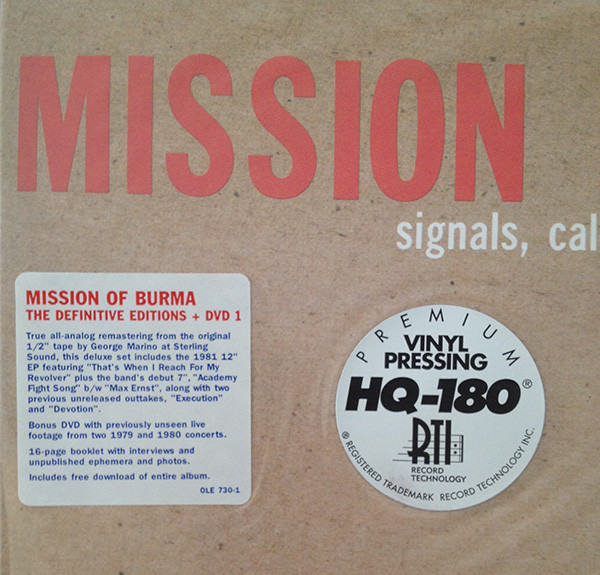 MISSION
signals, cal
MISSION OF BURMA
THE DEFINITIVE EDITIONS + DVD 1
True all-analog remastering from the original
1/2" tape by George Marino at Sterling
Sound, this deluxe set includes the 1981 12"
EP featuring "That's When I Reach For My
Revolver" plus the band's debut 7", "Academy
Fight Song" b/w "Max Ernst", along with two
previous unreleased outtakes, "Execution"
and "Devotion".
Bonus DVD with previously unseen live
footage from two 1979 and 1980 concerts.
16-page booklet with interviews and
unpublished ephemera and photos.
Includes free download of entire album.
OLE 730-1
PREMIUM
VINYL
PRESSING
HQ-180®
RTI
RECORD
TECHNOLOGY
® REGISTERED TRADEMARK RECORD TECHNOLOGY INC.